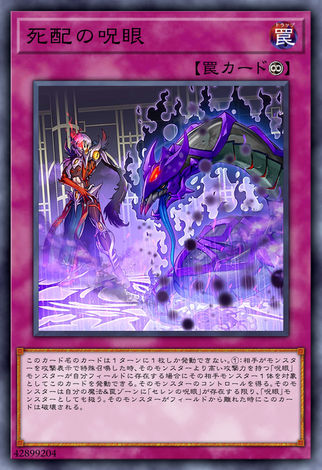 死配の呪眼
トラップ
罠
【罠カード】
このカード名のカードは1ターンに1枚しか発動できない。①:相手がモンスター
を攻撃表示で特殊召喚した時、そのモンスターより高い攻撃力を持つ「呪眼」
モンスターが自分フィールドに存在する場合にその相手モンスター1体を対象
としてこのカードを発動できる。そのモンスターのコントロールを得る。そのモ
ンスターは自分の魔法&罠ゾーンに「セレンの呪眼」が存在する限り、「呪眼」モ
ンスターとしても扱う。そのモンスターがフィールドから離れた時にこのカー
ドは破壊される。
42899204